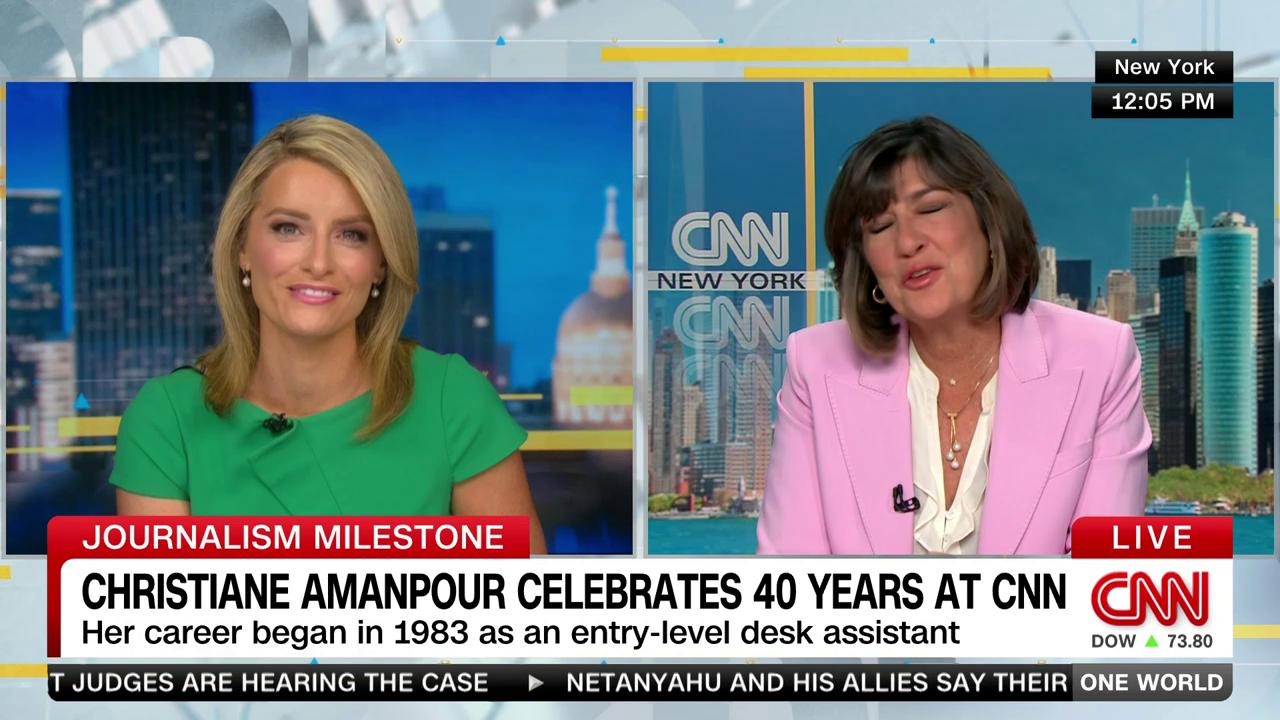 New York
12:05 PM
CNN
NEW YORK
CNN
CNN
JOURNALISM MILESTONE
LIVE
CHRISTIANE AMANPOUR CELEBRATES 40 YEARS AT CNN
Her career began in 1983 as an entry-level desk assistant
CNN
DOW ▲ 73.80
T JUDGES ARE HEARING THE CASE ▶ NETANYAHU AND HIS ALLIES SAY THEIR
ONE WORLD